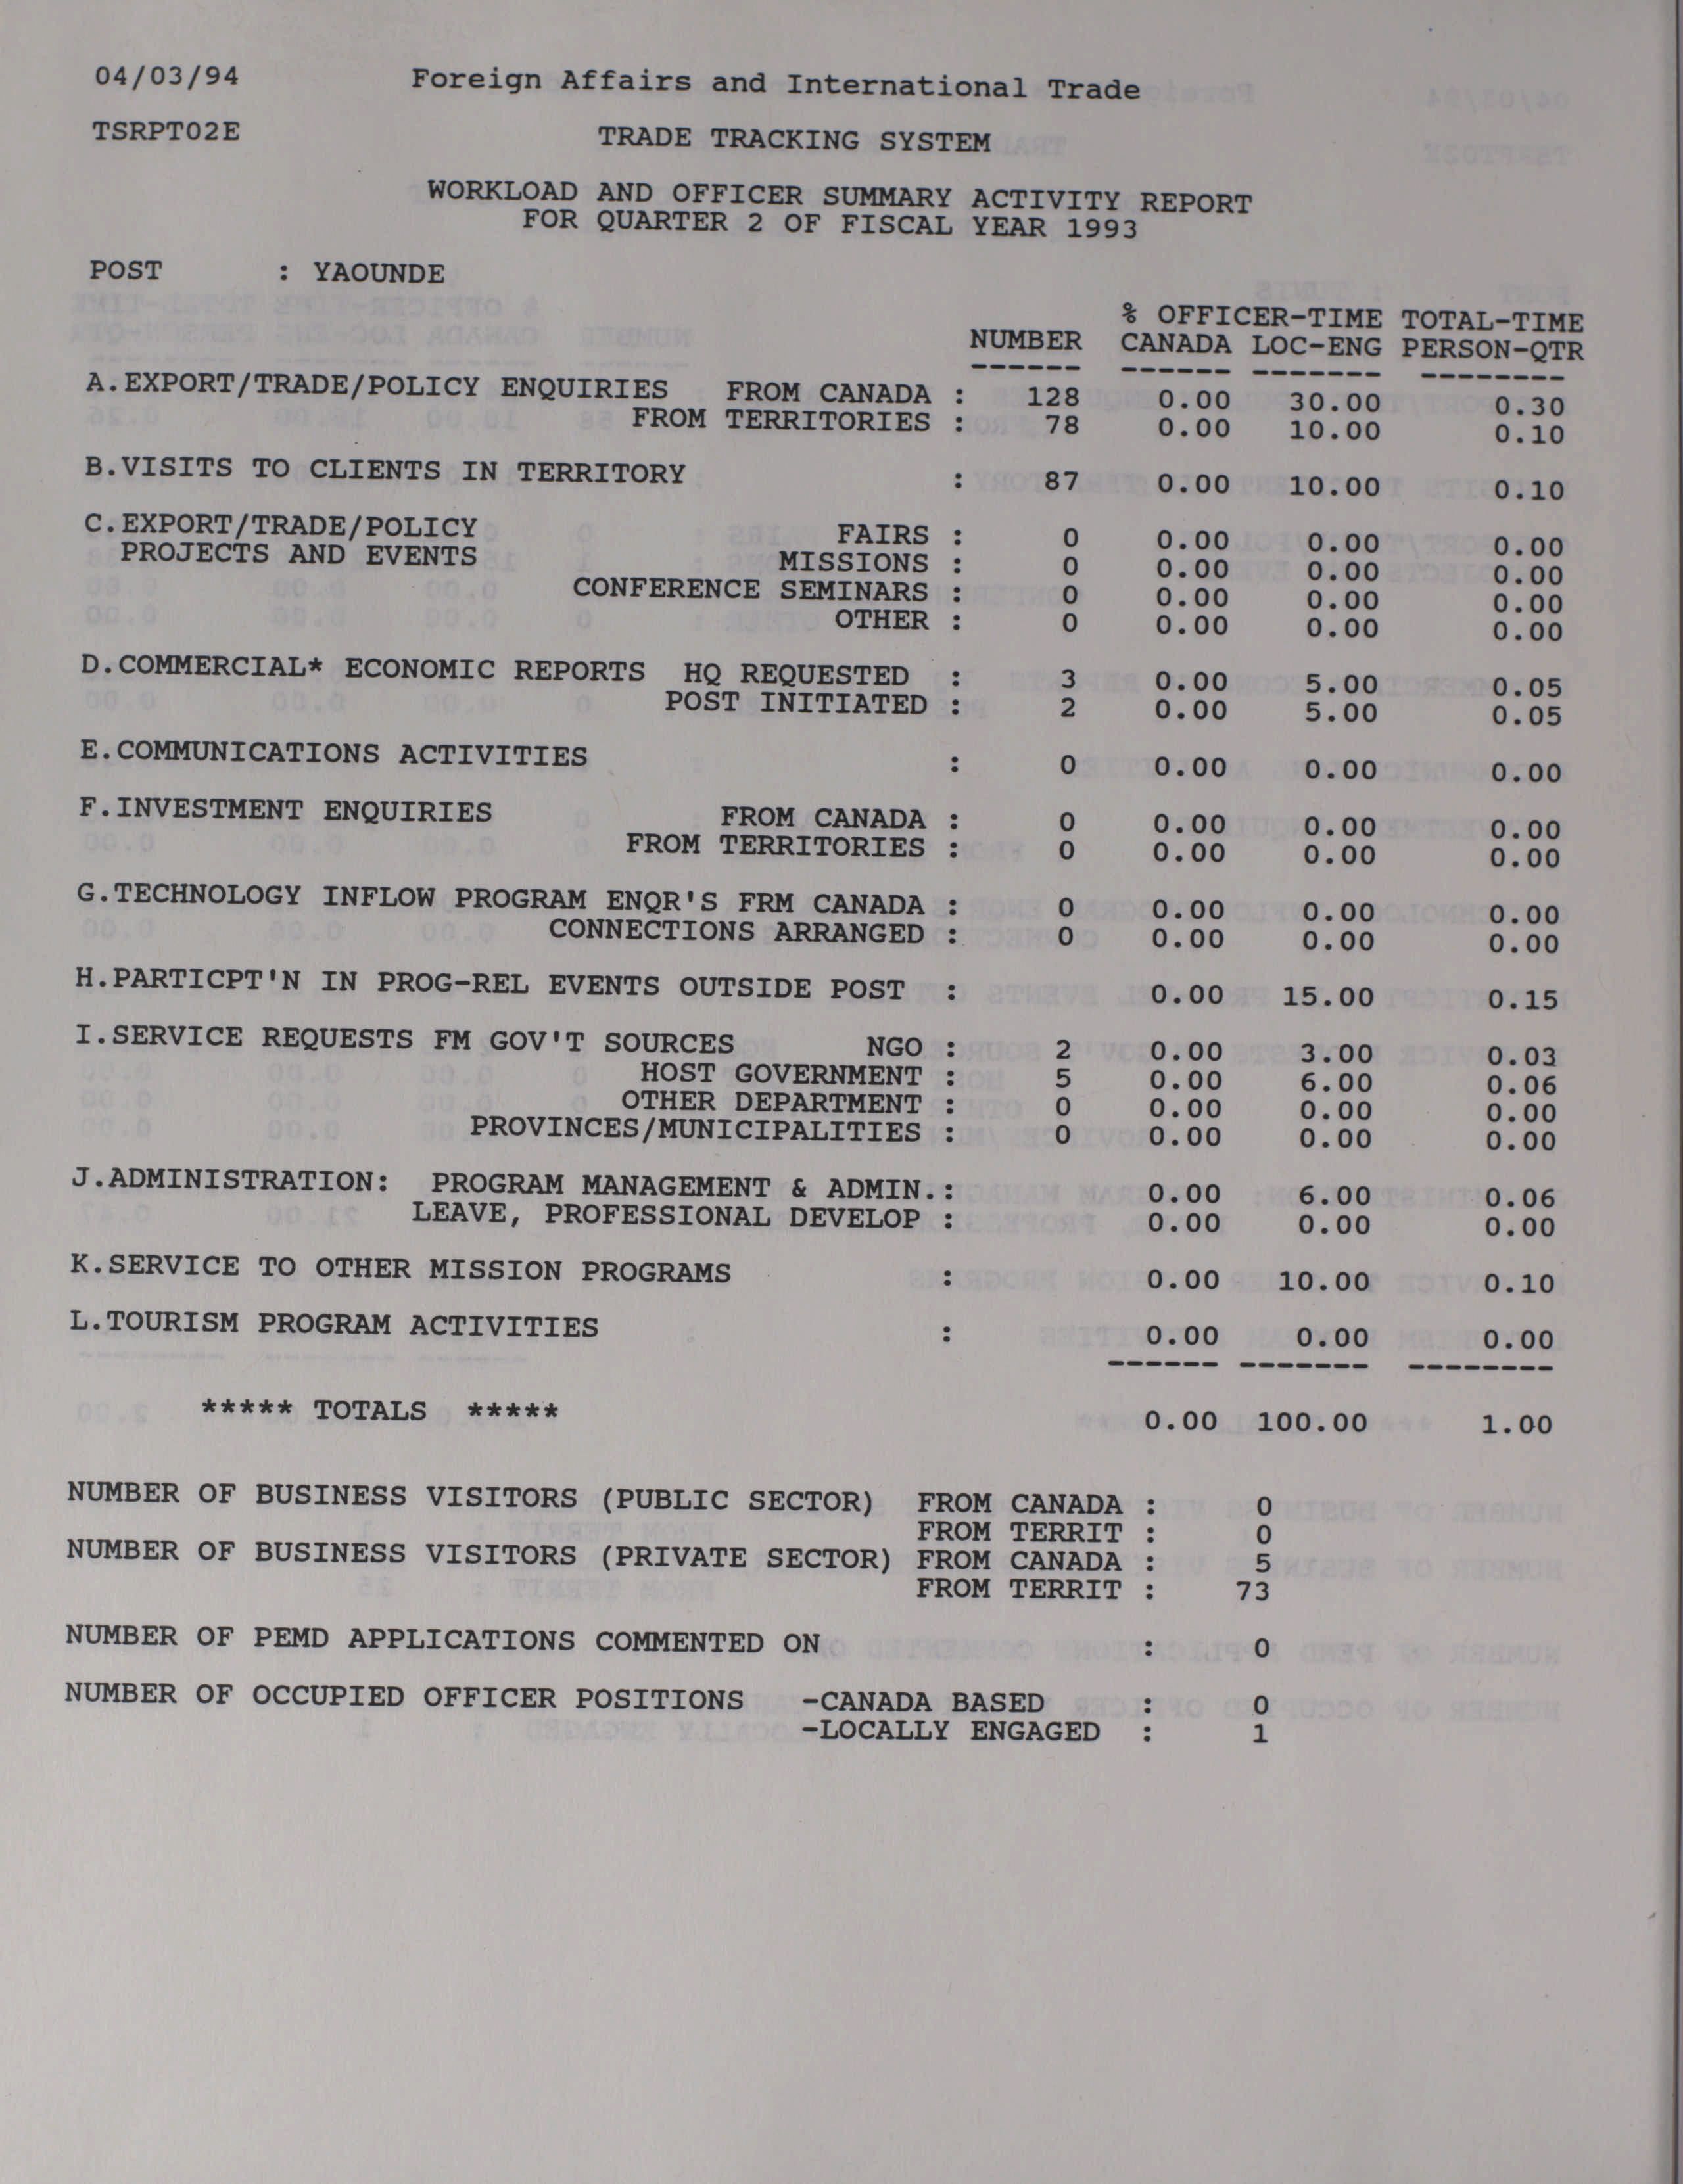 04/03/94 Foreign Affairs and International Trade
TSRPT02E TRADE TRACKING SYSTEM
WORKLOAD AND OFFICER SUMMARY ACTIVITY REPORT
FOR QUARTER 2 OF FISCAL YEAR 1993
POST : YAOUNDE
% OFFICER-TIME TOTAL-TIME
NUMBER CANADA LOC-ENG PERSON-QTR
------ ------ ------- --------
A.EXPORT/TRADE/POLICY ENQUIRIES FROM CANADA : 128 0.00 30.00 0.30
FROM TERRITORIES : 78 0.00 10.00 0.10
B.VISITS TO CLIENTS IN TERRITORY : 87 0.00 10.00 0.10
C.EXPORT/TRADE/POLICY FAIRS : 0 0.00 0.00 0.00
PROJECTS AND EVENTS MISSIONS : 0 0.00 0.00 0.00
CONFERENCE SEMINARS : 0 0.00 0.00 0.00
OTHER : 0 0.00 0.00 0.00
D.COMMERCIAL* ECONOMIC REPORTS HQ REQUESTED : 3 0.00 5.00 0.05
POST INITIATED : 2 0.00 5.00 0.05
E.COMMUNICATIONS ACTIVITIES : 0 0.00 0.00 0.00
F.INVESTMENT ENQUIRIES FROM CANADA : 0 0.00 0.00 0.00
FROM TERRITORIES : 0 0.00 0.00 0.00
G.TECHNOLOGY INFLOW PROGRAM ENQR'S FRM CANADA : 0 0.00 0.00 0.00
CONNECTIONS ARRANGED : 0 0.00 0.00 0.00
H.PARTICPT'N IN PROG-REL EVENTS OUTSIDE POST : 0.00 15.00 0.15
I.SERVICE REQUESTS FM GOV'T SOURCES NGO : 2 0.00 3.00 0.03
HOST GOVERNMENT : 5 0.00 6.00 0.06
OTHER DEPARTMENT : 0 0.00 0.00 0.00
PROVINCES/MUNICIPALITIES : 0 0.00 0.00 0.00
J.ADMINISTRATION: PROGRAM MANAGEMENT & ADMIN.: 0.00 6.00 0.06
LEAVE, PROFESSIONAL DEVELOP : 0.00 0.00 0.00
K.SERVICE TO OTHER MISSION PROGRAMS : 0.00 10.00 0.10
L.TOURISM PROGRAM ACTIVITIES : 0.00 0.00 0.00
------ ------- --------
***** TOTALS ***** 0.00 100.00 1.00
NUMBER OF BUSINESS VISITORS (PUBLIC SECTOR) FROM CANADA : 0
FROM TERRIT : 0
NUMBER OF BUSINESS VISITORS (PRIVATE SECTOR) FROM CANADA : 5
FROM TERRIT : 73
NUMBER OF PEMD APPLICATIONS COMMENTED ON : 0
NUMBER OF OCCUPIED OFFICER POSITIONS -CANADA BASED : 0
-LOCALLY ENGAGED : 1